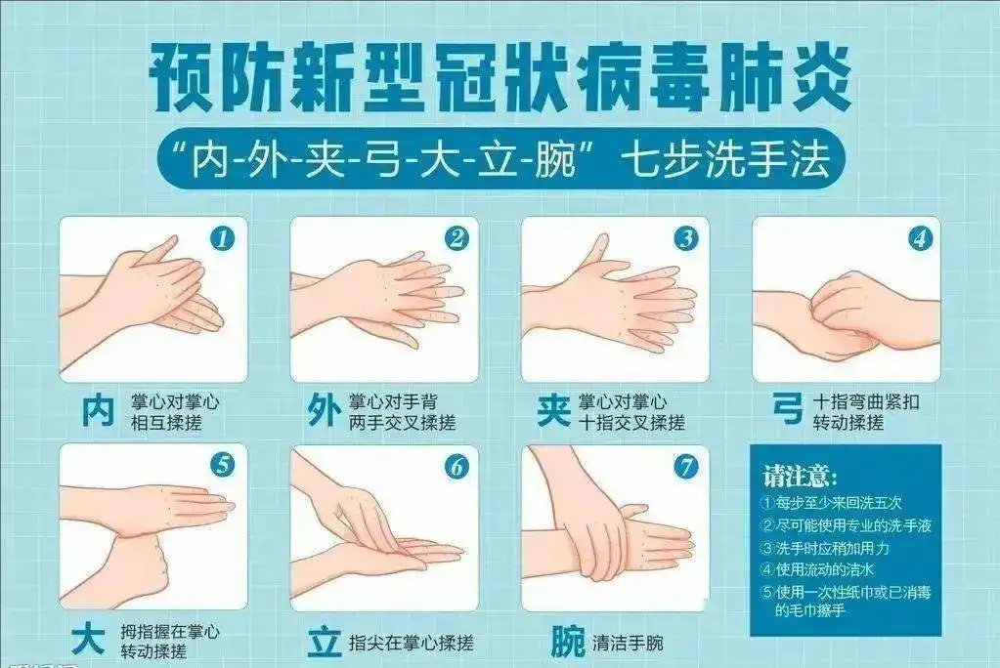 预防新型冠狀病毒肺炎
“内-外-夹-弓-大-立-腕”七步洗手法
1
2
3
4
内
掌心对掌心
相互揉搓
外
掌心对手背
两手交叉揉搓
夹
掌心对掌心
十指交叉揉搓
弓
十指弯曲紧扣
转动揉搓
5
6
7
大
拇指握在掌心
转动揉搓
立
指尖在掌心揉搓
腕
清洁手腕
请注意:
①每步至少来回洗五次
②尽可能使用专业的洗手液
③洗手时应稍加用力
④使用流动的洁水
⑤使用一次性纸巾或已消毒
的毛巾擦手